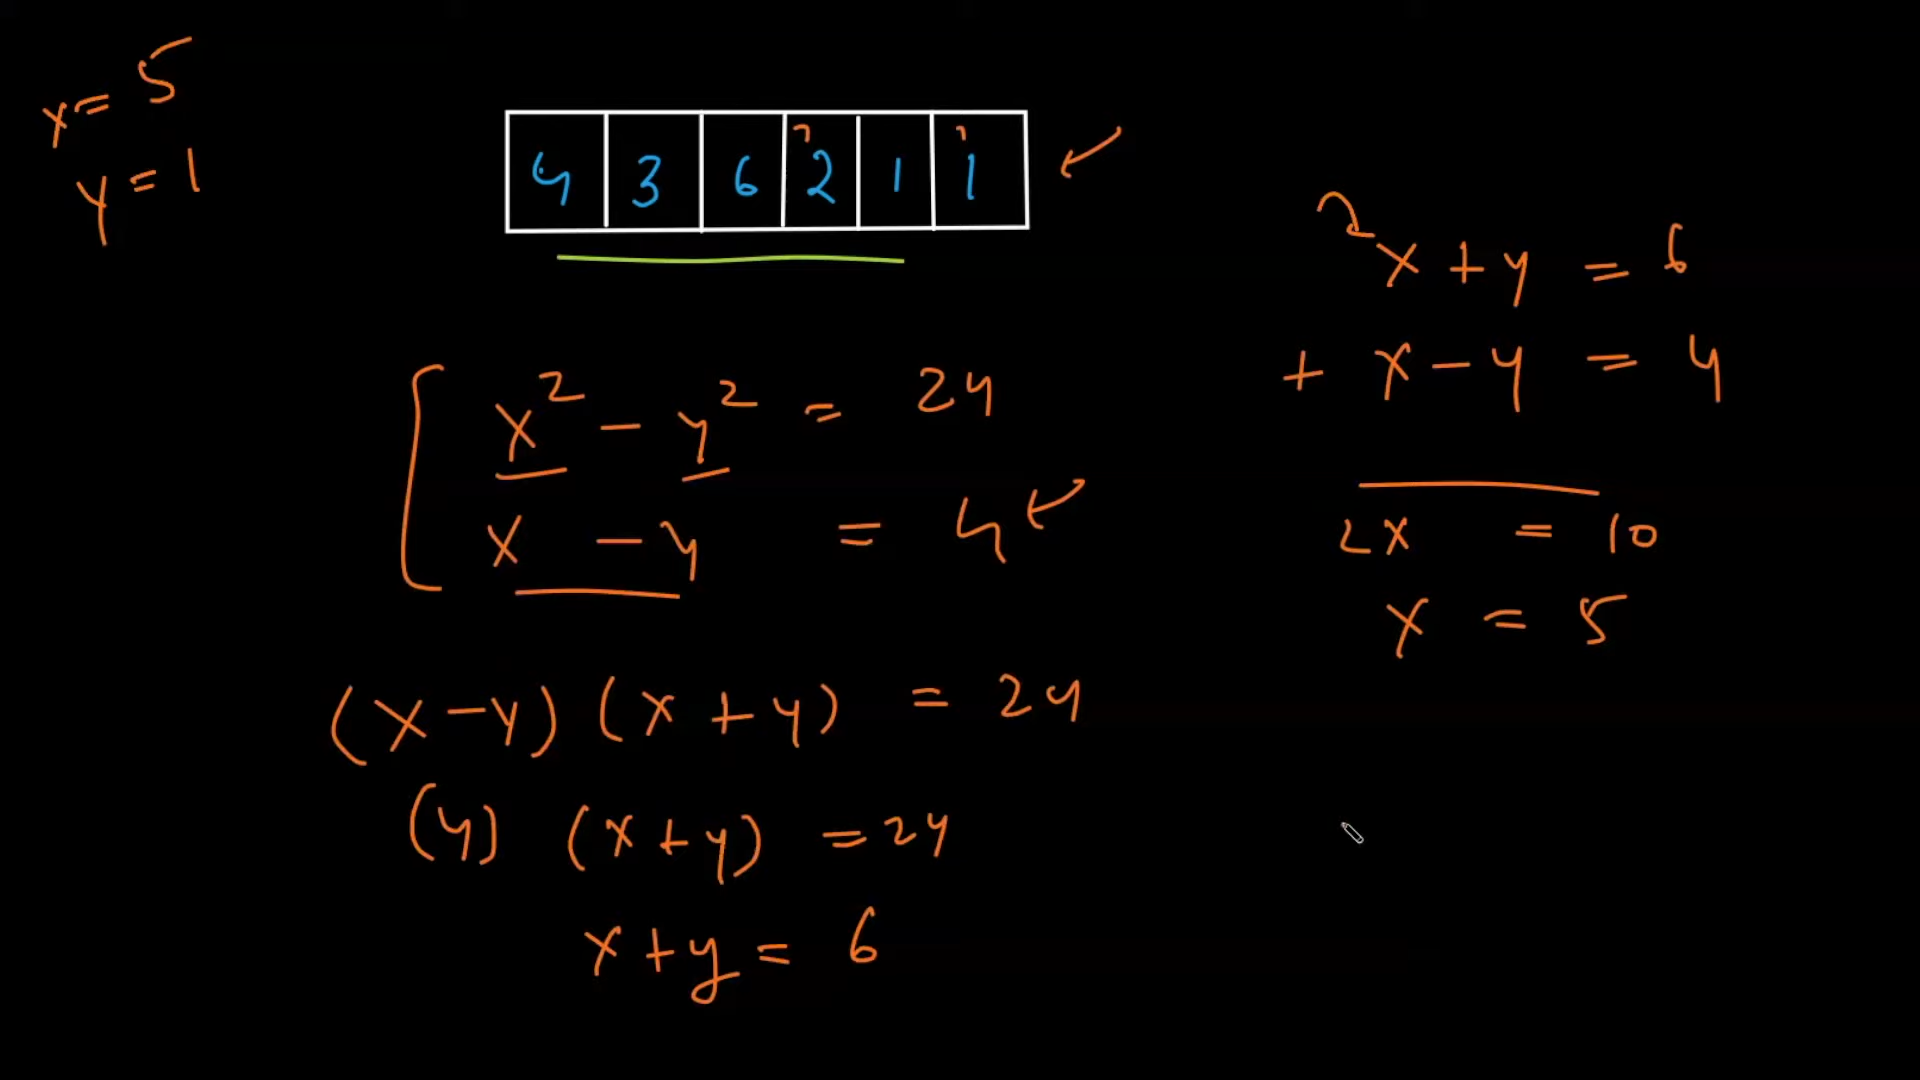 x = 5
y = 1
4 3 6 2 1 1
x² - y² = 24
x - y = 4
(x - y) (x + y) = 24
(4) (x + y) = 24
x + y = 6
x + y = 6
+ x - y = 4
2x = 10
x = 5